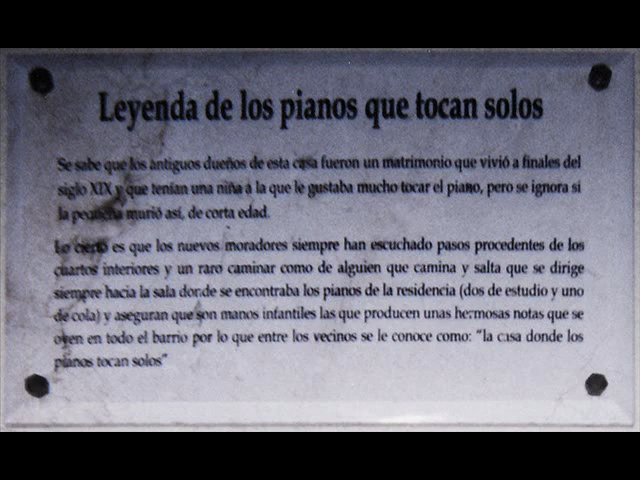 Leyenda de los pianos que tocan solos
Se sabe que los antiguos dueños de esta casa fueron un matrimonio que vivió a finales del
siglo XIX y que tenían una niña a la que le gustaba mucho tocar el piano, pero se ignora si
la pequeña murió así, de corta edad.
Lo cierto es que los nuevos moradores siempre han escuchado pasos procedentes de los
cuartos interiores y un raro caminar como de alguien que camina y salta que se dirige
siempre hacia la sala donde se encontraba los pianos de la residencia (dos de estudio y uno
de cola) y aseguran que son manos infantiles las que producen unas hermosas notas que se
oyen en todo el barrio por lo que entre los vecinos se le conoce como: "la casa donde los
pianos tocan solos"